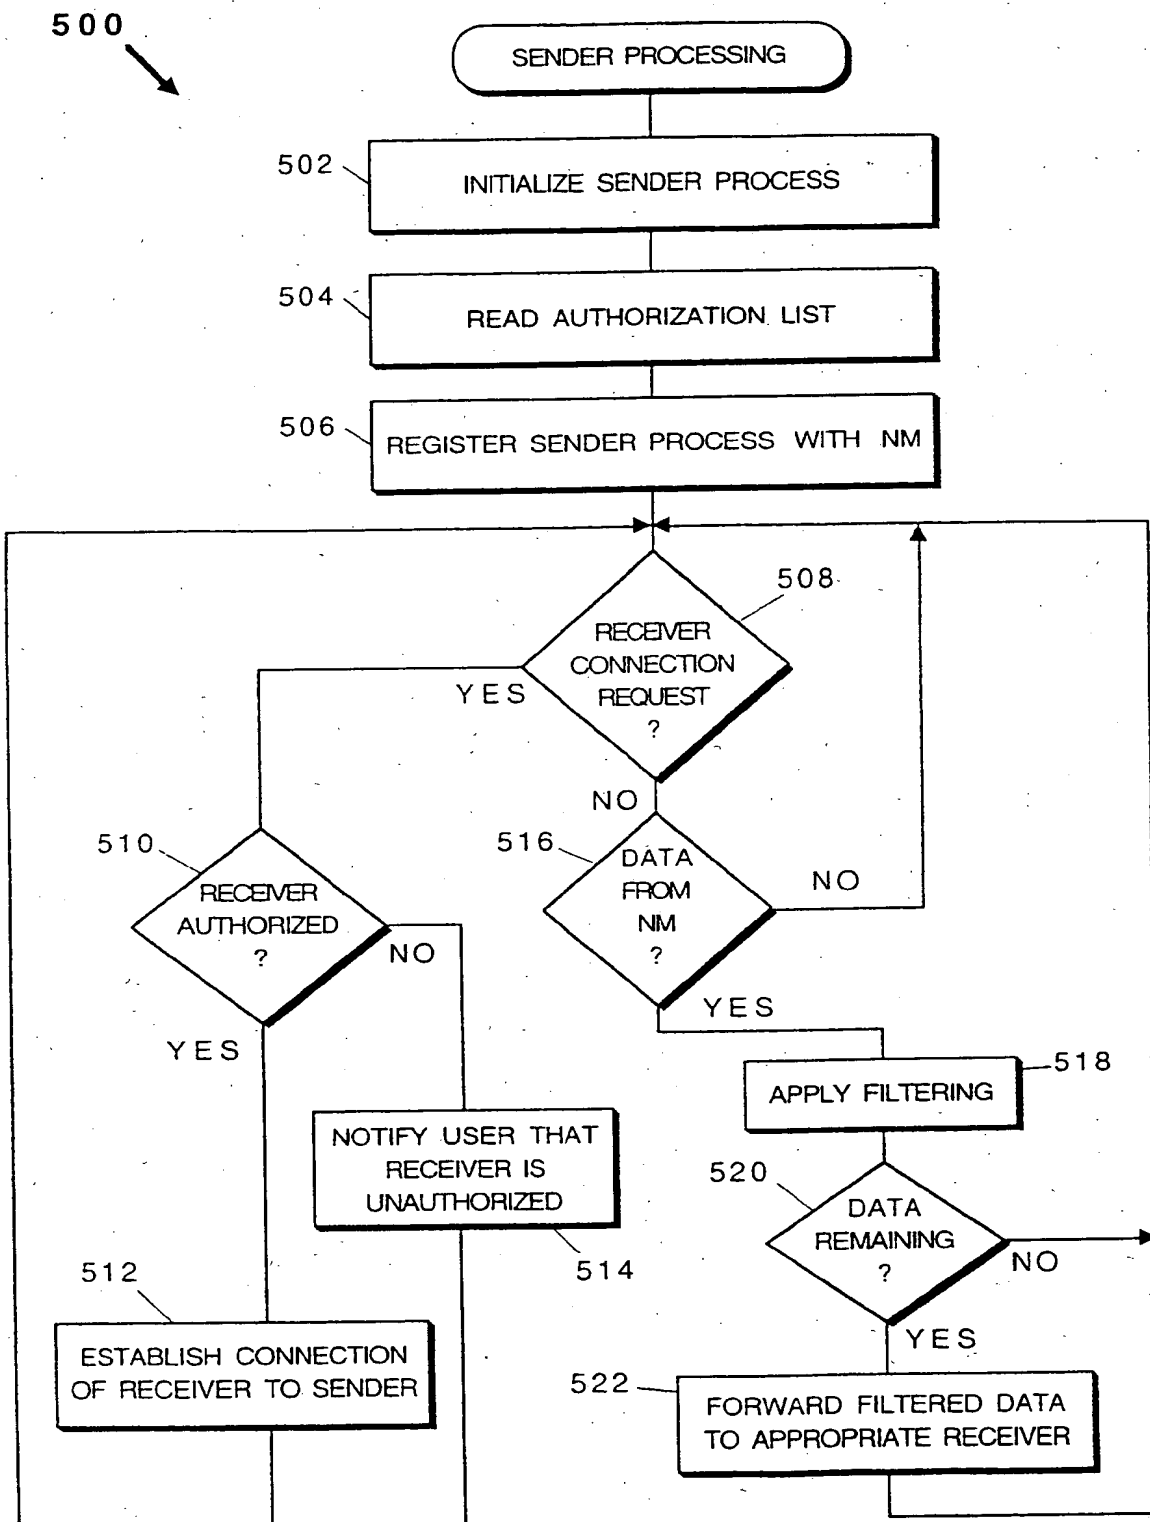 500
SENDER PROCESSING
502
INITIALIZE SENDER PROCESS
504
READ AUTHORIZATION LIST
506
REGISTER SENDER PROCESS WITH NM
508
RECEIVER
CONNECTION
REQUEST
?
YES
NO
510
RECEIVER
AUTHORIZED
?
NO
YES
516
DATA
FROM
NM
?
NO
YES
518
APPLY FILTERING
NOTIFY USER THAT
RECEIVER IS
UNAUTHORIZED
514
520
DATA
REMAINING
?
NO
YES
512
ESTABLISH CONNECTION
OF RECEIVER TO SENDER
522
FORWARD FILTERED DATA
TO APPROPRIATE RECEIVER